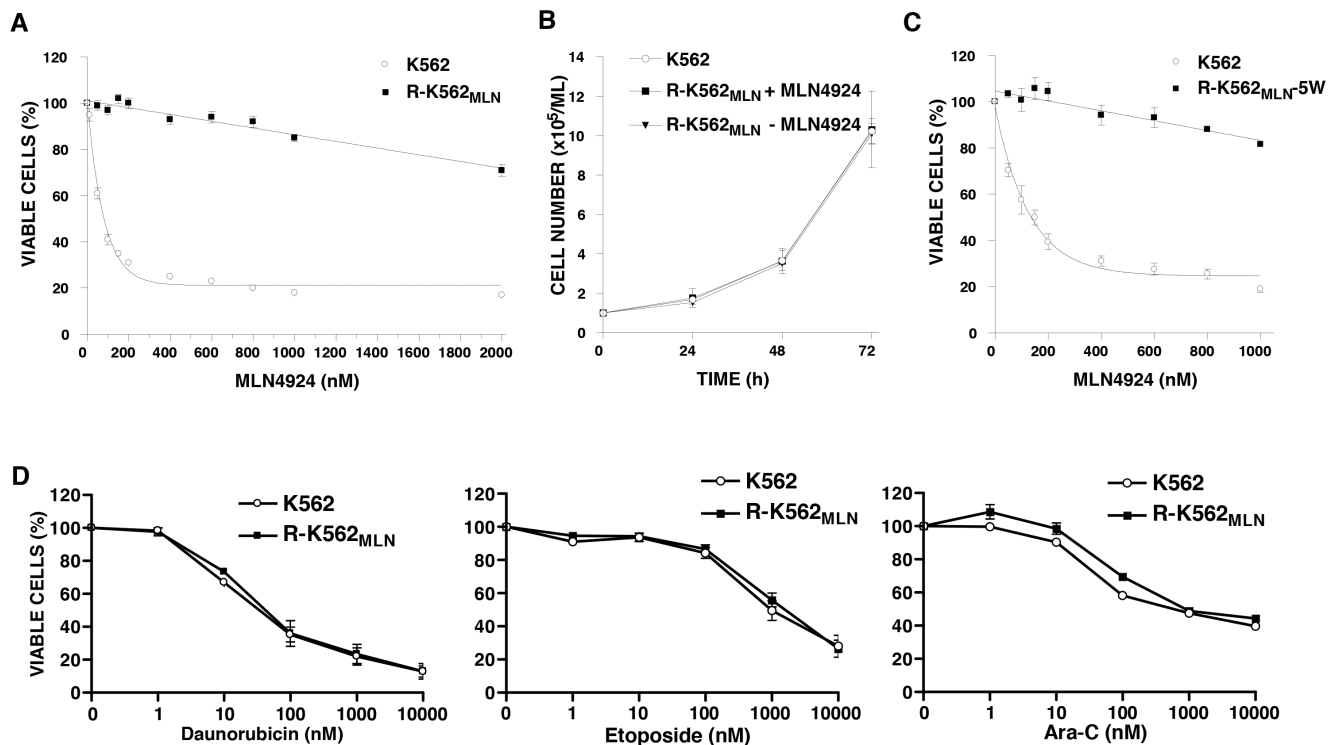 A
VIABLE CELLS (%)
120
100
80
60
40
20
0
0 200 400 600 800 1000 1200 1400 1600 1800 2000
MLN4924 (nM)
K562
R-K562MLN
B
CELL NUMBER (x10⁵/ML)
14
12
10
8
6
4
2
0
0 24 48 72
TIME (h)
K562
R-K562MLN + MLN4924
R-K562MLN - MLN4924
C
VIABLE CELLS (%)
120
100
80
60
40
20
0
0 200 400 600 800 1000
MLN4924 (nM)
K562
R-K562MLN-5W
D
VIABLE CELLS (%)
120
100
80
60
40
20
0
0 1 10 100 1000 10000
Daunorubicin (nM)
K562
R-K562MLN
120
100
80
60
40
20
0
0 1 10 100 1000 10000
Etoposide (nM)
K562
R-K562MLN
120
100
80
60
40
20
0
0 1 10 100 1000 10000
Ara-C (nM)
K562
R-K562MLN